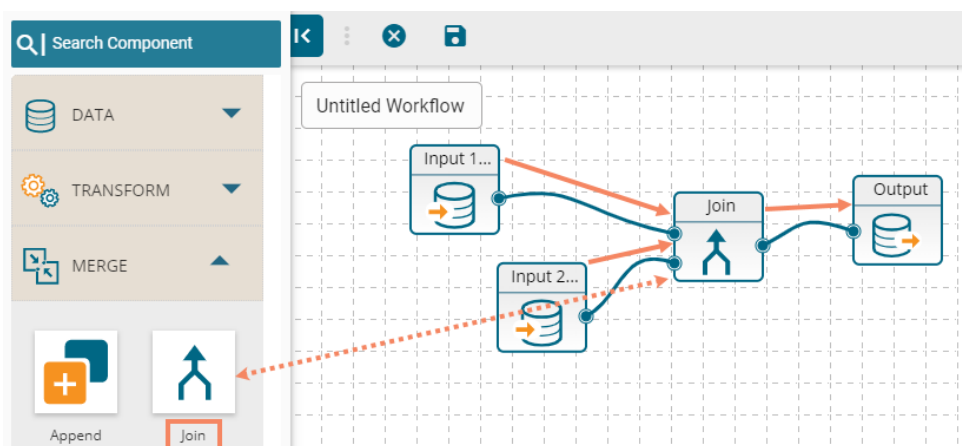 Search Component
DATA
TRANSFORM
MERGE
Append
Join
Untitled Workflow
Input 1...
Input 2...
Join
Output